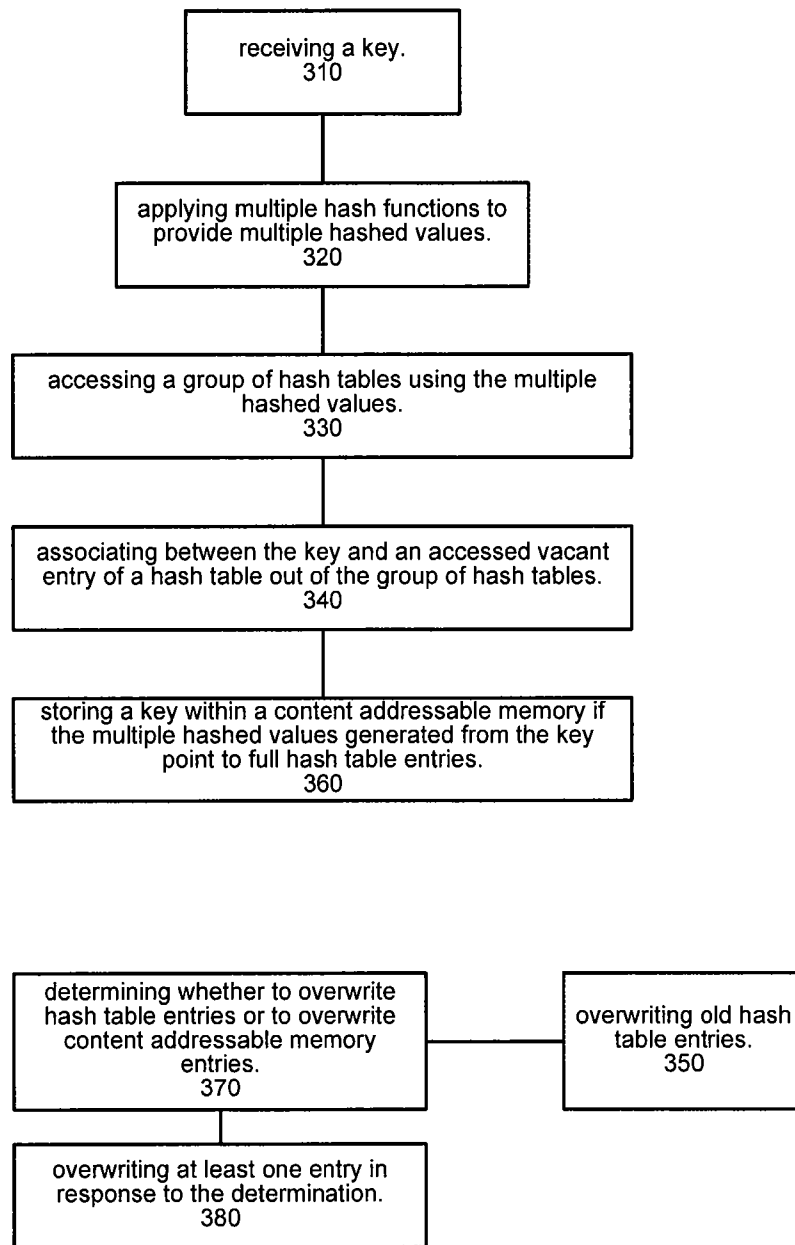 receiving a key.
310
applying multiple hash functions to
provide multiple hashed values.
320
accessing a group of hash tables using the multiple
hashed values.
330
associating between the key and an accessed vacant
entry of a hash table out of the group of hash tables.
340
storing a key within a content addressable memory if
the multiple hashed values generated from the key
point to full hash table entries.
360
determining whether to overwrite
hash table entries or to overwrite
content addressable memory
entries.
370
overwriting old hash
table entries.
350
overwriting at least one entry in
response to the determination.
380